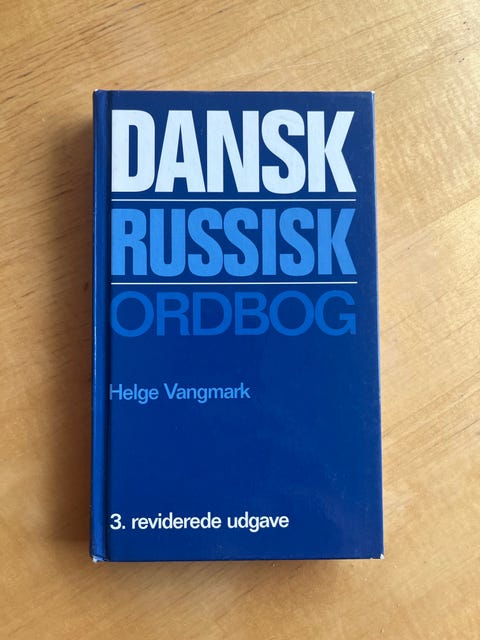 DANSK
RUSSISK
ORDBOG
Helge Vangmark
3. reviderede udgave